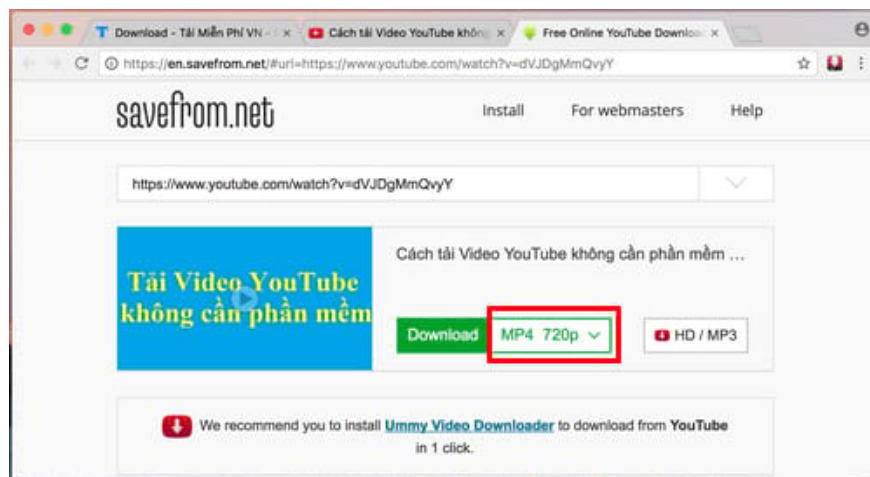 Download - Tải Miễn Phí VN -
Cách tải Video YouTube không
Free Online YouTube Download
https://en.savefrom.net/#url=https://www.youtube.com/watch?v=dVJDgMmQvyY
savefrom.net
Install
For webmasters
Help
https://www.youtube.com/watch?v=dVJDgMmQvyY
Tải Video YouTube
không cần phần mềm
Cách tải Video YouTube không cần phần mềm ...
Download
MP4 720p
HD / MP3
We recommend you to install Ummy Video Downloader to download from YouTube
in 1 click.